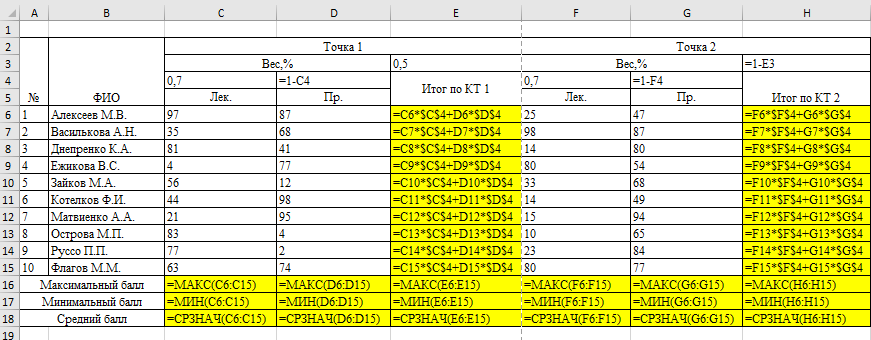 A B C D E F G H
1
2 Точка 1 Точка 2
3 Вес,% 0,5 Вес,% =1-E3
4 0,7 =1-C4 Итог по КТ 1 0,7 =1-F4
5 № ФИО Лек. Пр. Лек. Пр. Итог по КТ 2
6 1 Алексеев М.В. 97 87 =C6*$C$4+D6*$D$4 25 47 =F6*$F$4+G6*$G$4
7 2 Василькова А.Н. 35 68 =C7*$C$4+D7*$D$4 98 87 =F7*$F$4+G7*$G$4
8 3 Днепренко К.А. 81 41 =C8*$C$4+D8*$D$4 14 80 =F8*$F$4+G8*$G$4
9 4 Ежикова В.С. 4 77 =C9*$C$4+D9*$D$4 80 54 =F9*$F$4+G9*$G$4
10 5 Зайков М.А. 56 12 =C10*$C$4+D10*$D$4 33 68 =F10*$F$4+G10*$G$4
11 6 Котелков Ф.И. 44 98 =C11*$C$4+D11*$D$4 14 49 =F11*$F$4+G11*$G$4
12 7 Матвиенко А.А. 21 95 =C12*$C$4+D12*$D$4 15 94 =F12*$F$4+G12*$G$4
13 8 Острова М.П. 83 4 =C13*$C$4+D13*$D$4 10 65 =F13*$F$4+G13*$G$4
14 9 Руссо П.П. 77 2 =C14*$C$4+D14*$D$4 23 84 =F14*$F$4+G14*$G$4
15 10 Флагов М.М. 63 74 =C15*$C$4+D15*$D$4 80 77 =F15*$F$4+G15*$G$4
16 Максимальный балл =МАКС(C6:C15) =МАКС(D6:D15) =МАКС(E6:E15) =МАКС(F6:F15) =МАКС(G6:G15) =МАКС(H6:H15)
17 Минимальный балл =МИН(C6:C15) =МИН(D6:D15) =МИН(E6:E15) =МИН(F6:F15) =МИН(G6:G15) =МИН(H6:H15)
18 Средний балл =СРЗНАЧ(C6:C15) =СРЗНАЧ(D6:D15) =СРЗНАЧ(E6:E15) =СРЗНАЧ(F6:F15) =СРЗНАЧ(G6:G15) =СРЗНАЧ(H6:H15)
19